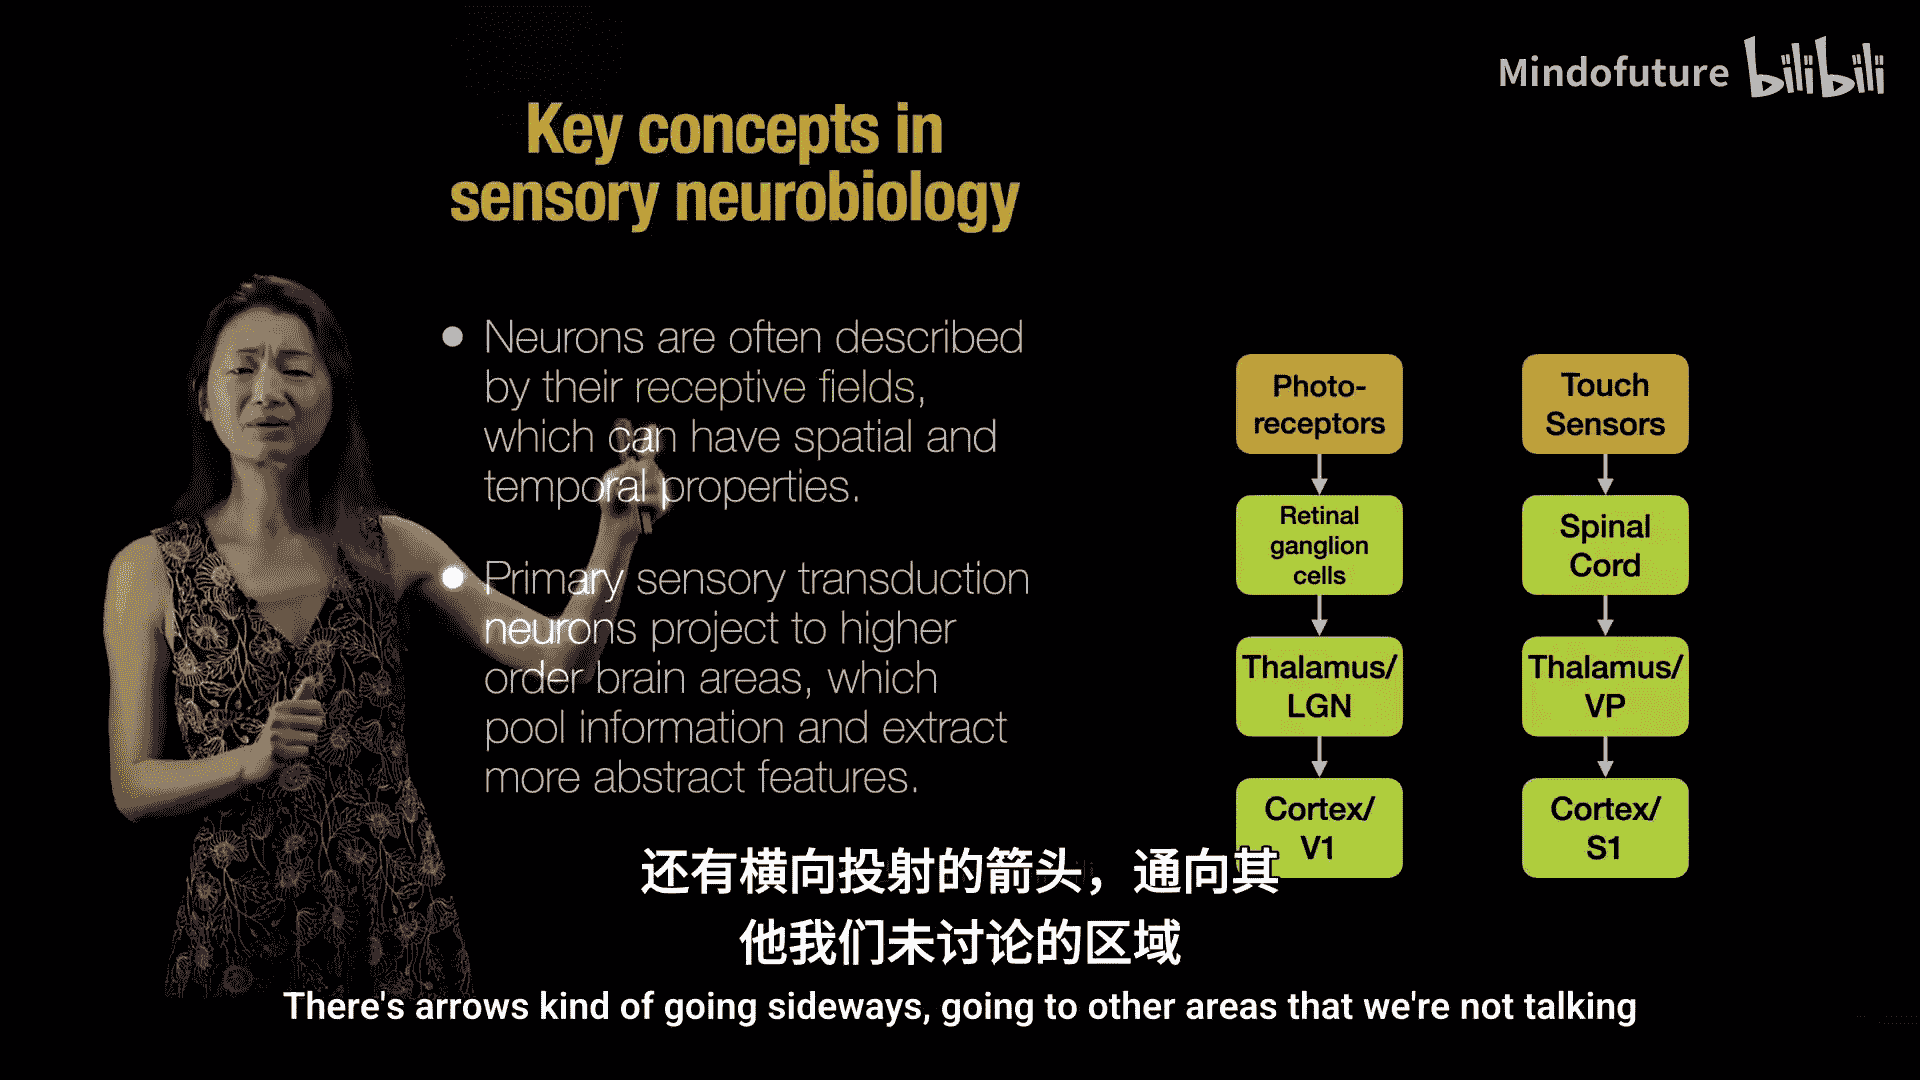 Mindofuture bilibili
Key concepts in
sensory neurobiology
Neurons are often described
by their receptive fields,
which can have spatial and
temporal properties.
Primary sensory transduction
neurons project to higher
order brain areas, which
pool information and extract
more abstract features.
Photo-
receptors
Retinal
ganglion
cells
Thalamus/
LGN
Cortex/
V1
Touch
Sensors
Spinal
Cord
Thalamus/
VP
Cortex/
S1
还有横向投射的箭头，通向其
他我们未讨论的区域
There's arrows kind of going sideways, going to other areas that we're not talking